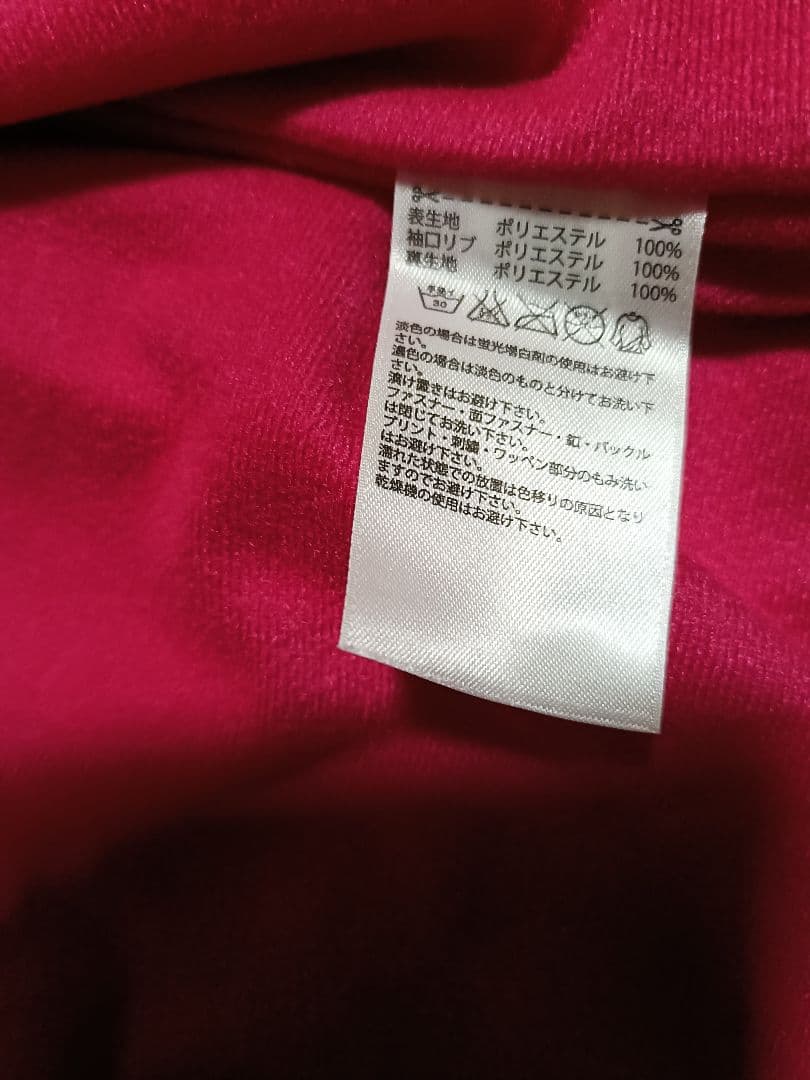 表生地 ポリエステル 100%
袖口リブ ポリエステル 100%
裏生地 ポリエステル 100%
手洗イ
30
淡色の場合は蛍光増白剤の使用はお避け下
さい。
濃色の場合は淡色のものと分けてお洗い下
さい。
漬け置きはお避け下さい。
ファスナー・面ファスナー・釦・バックル
は閉じてお洗い下さい。
プリント・刺繍・ワッペン部分のもみ洗い
はお避け下さい。
濡れた状態での放置は色移りの原因となり
ますのでお避け下さい。
乾燥機の使用はお避け下さい。